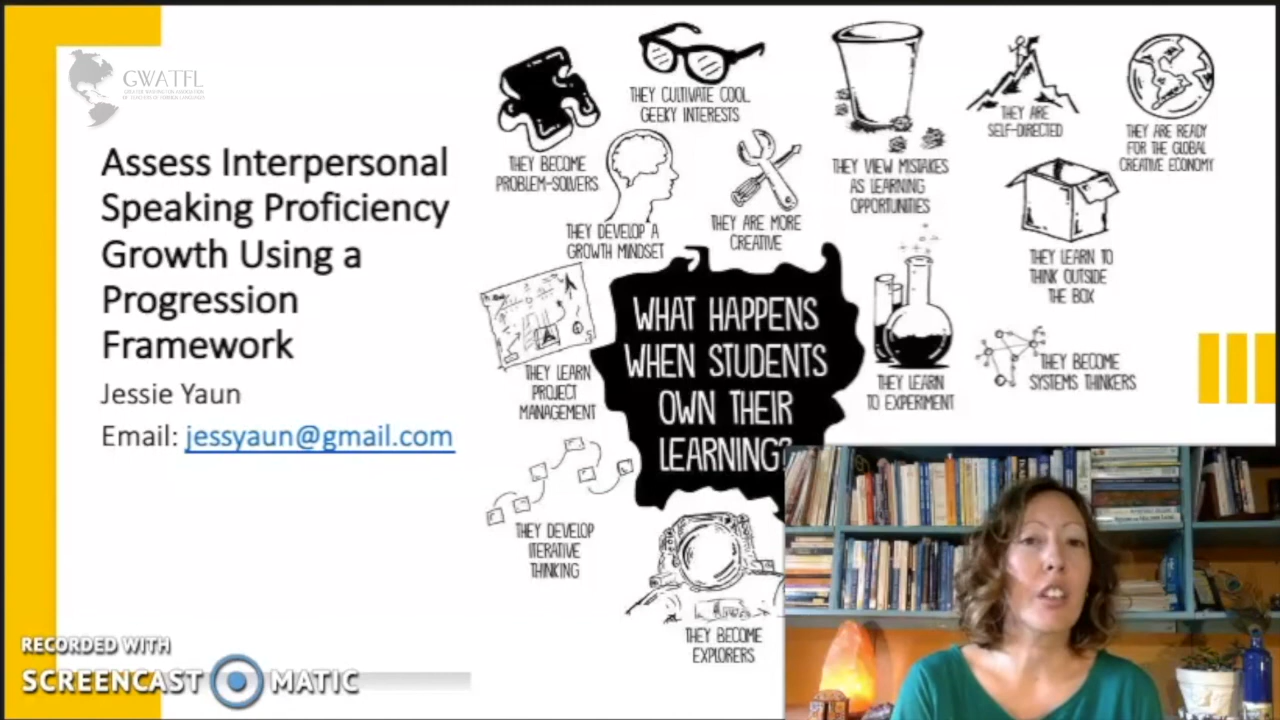 GWATFL
Assess Interpersonal
Speaking Proficiency
Growth Using a
Progression
Framework
Jessie Yaun
Email: jessyaun@gmail.com
THEY BECOME
PROBLEM-SOLVERS
THEY CULTIVATE COOL
GEEKY INTERESTS
THEY DEVELOP A
GROWTH MINDSET
THEY ARE MORE
CREATIVE
THEY VIEW MISTAKES
AS LEARNING
OPPORTUNITIES
THEY ARE
SELF-DIRECTED
THEY ARE READY
FOR THE GLOBAL
CREATIVE ECONOMY
THEY LEARN TO
THINK OUTSIDE
THE BOX
THEY LEARN
PROJECT
MANAGEMENT
WHAT HAPPENS
WHEN STUDENTS
OWN THEIR
LEARNING?
THEY LEARN
TO EXPERIMENT
THEY BECOME
SYSTEMS THINKERS
THEY DEVELOP
ITERATIVE
THINKING
THEY BECOME
EXPLORERS
RECORDED WITH
SCREENCAST MATIC